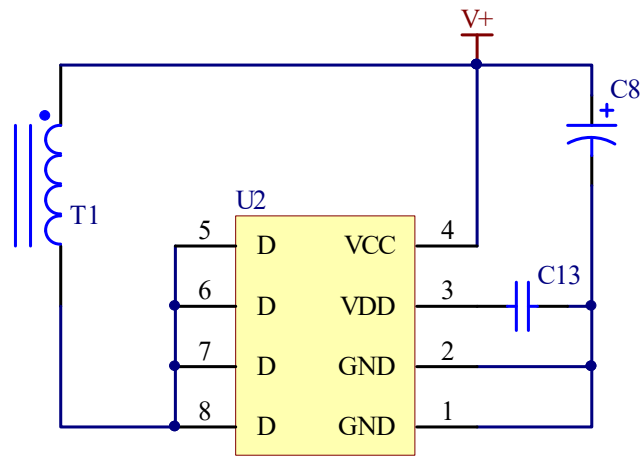 V+
C8
+
T1
U2
5 D VCC 4
C13
6 D VDD 3
7 D GND 2
8 D GND 1